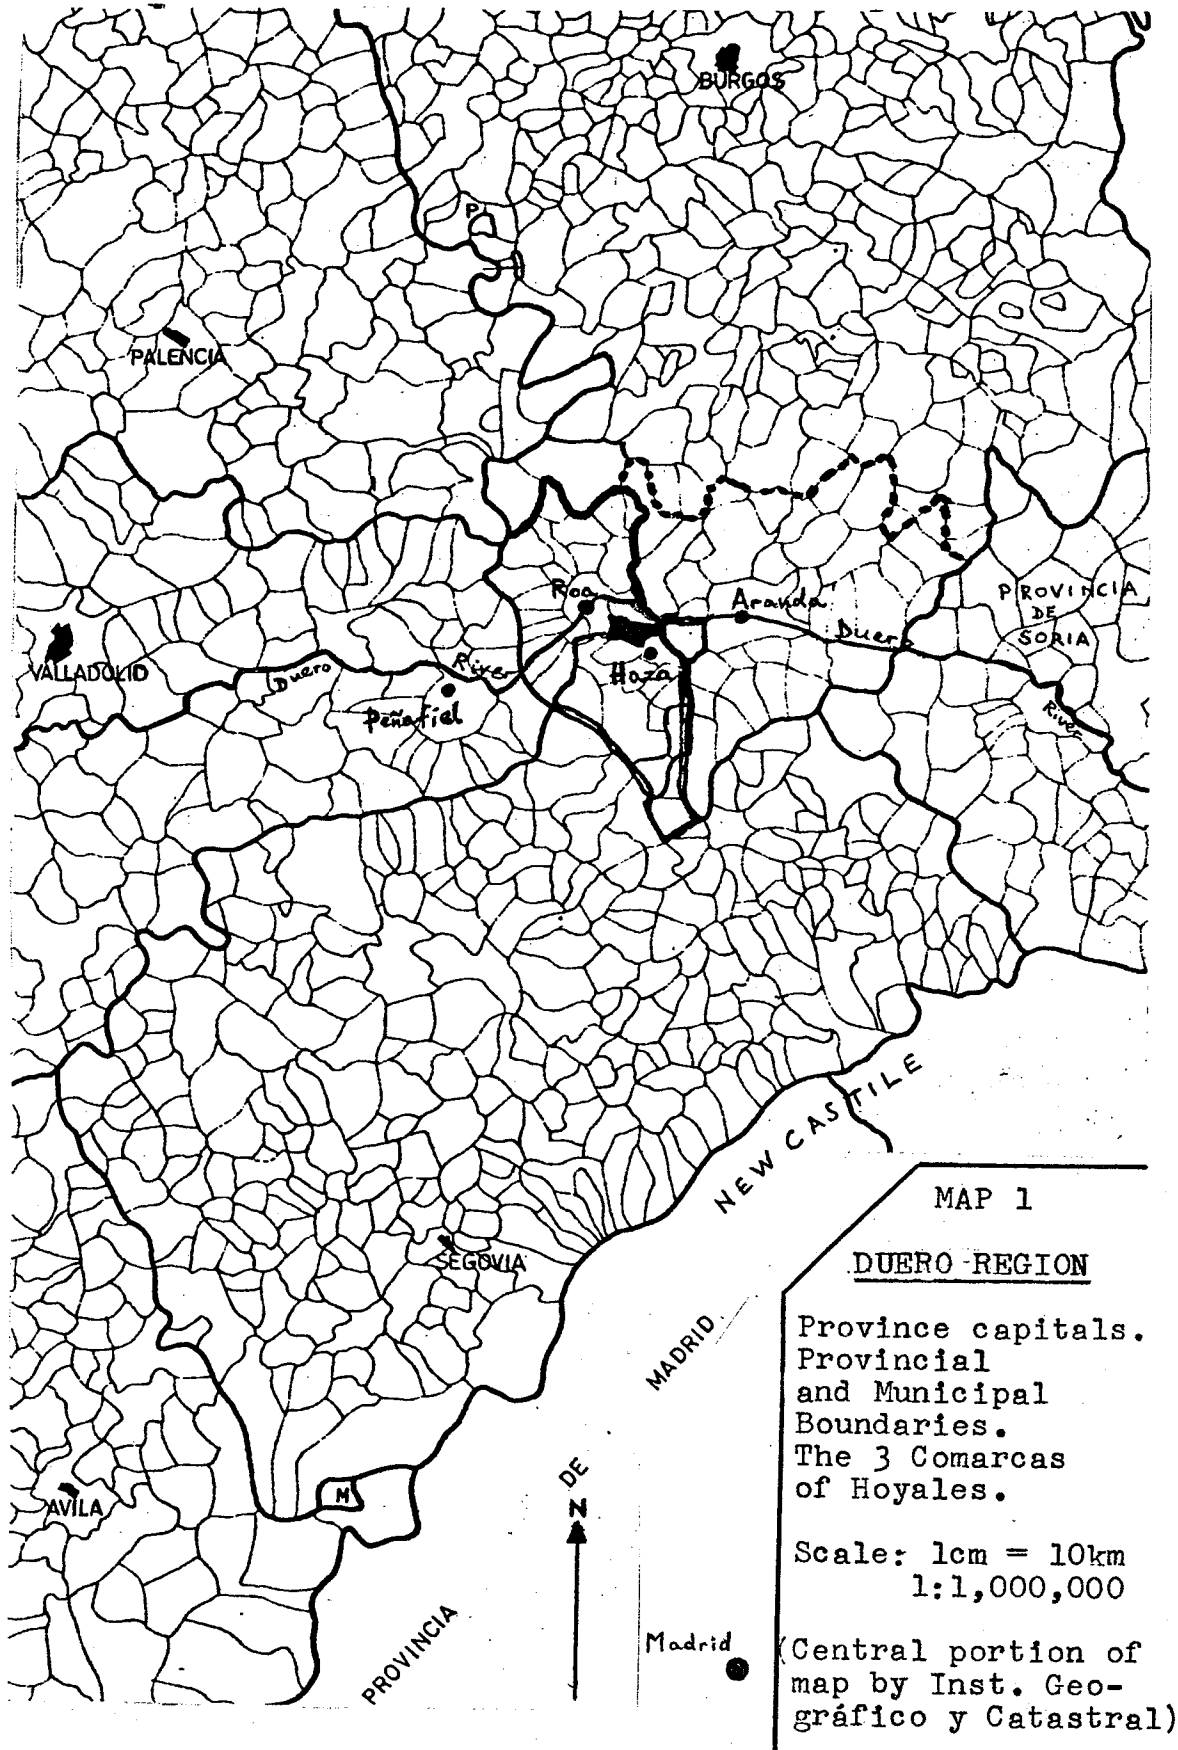 BURGOS
P
PALENCIA
Roa
Aranda
PROVINCIA
DE
SORIA
Duero
VALLADOLID
Duero
River
Haza
Peñafiel
River
NEW CASTILE
SEGOVIA
MADRID
DE
PROVINCIA
M
AVILA
N
Madrid
MAP 1
DUERO REGION
Province capitals.
Provincial
and Municipal
Boundaries.
The 3 Comarcas
of Hoyales.
Scale: 1cm = 10km
1:1,000,000
(Central portion of
map by Inst. Geo-
gráfico y Catastral)